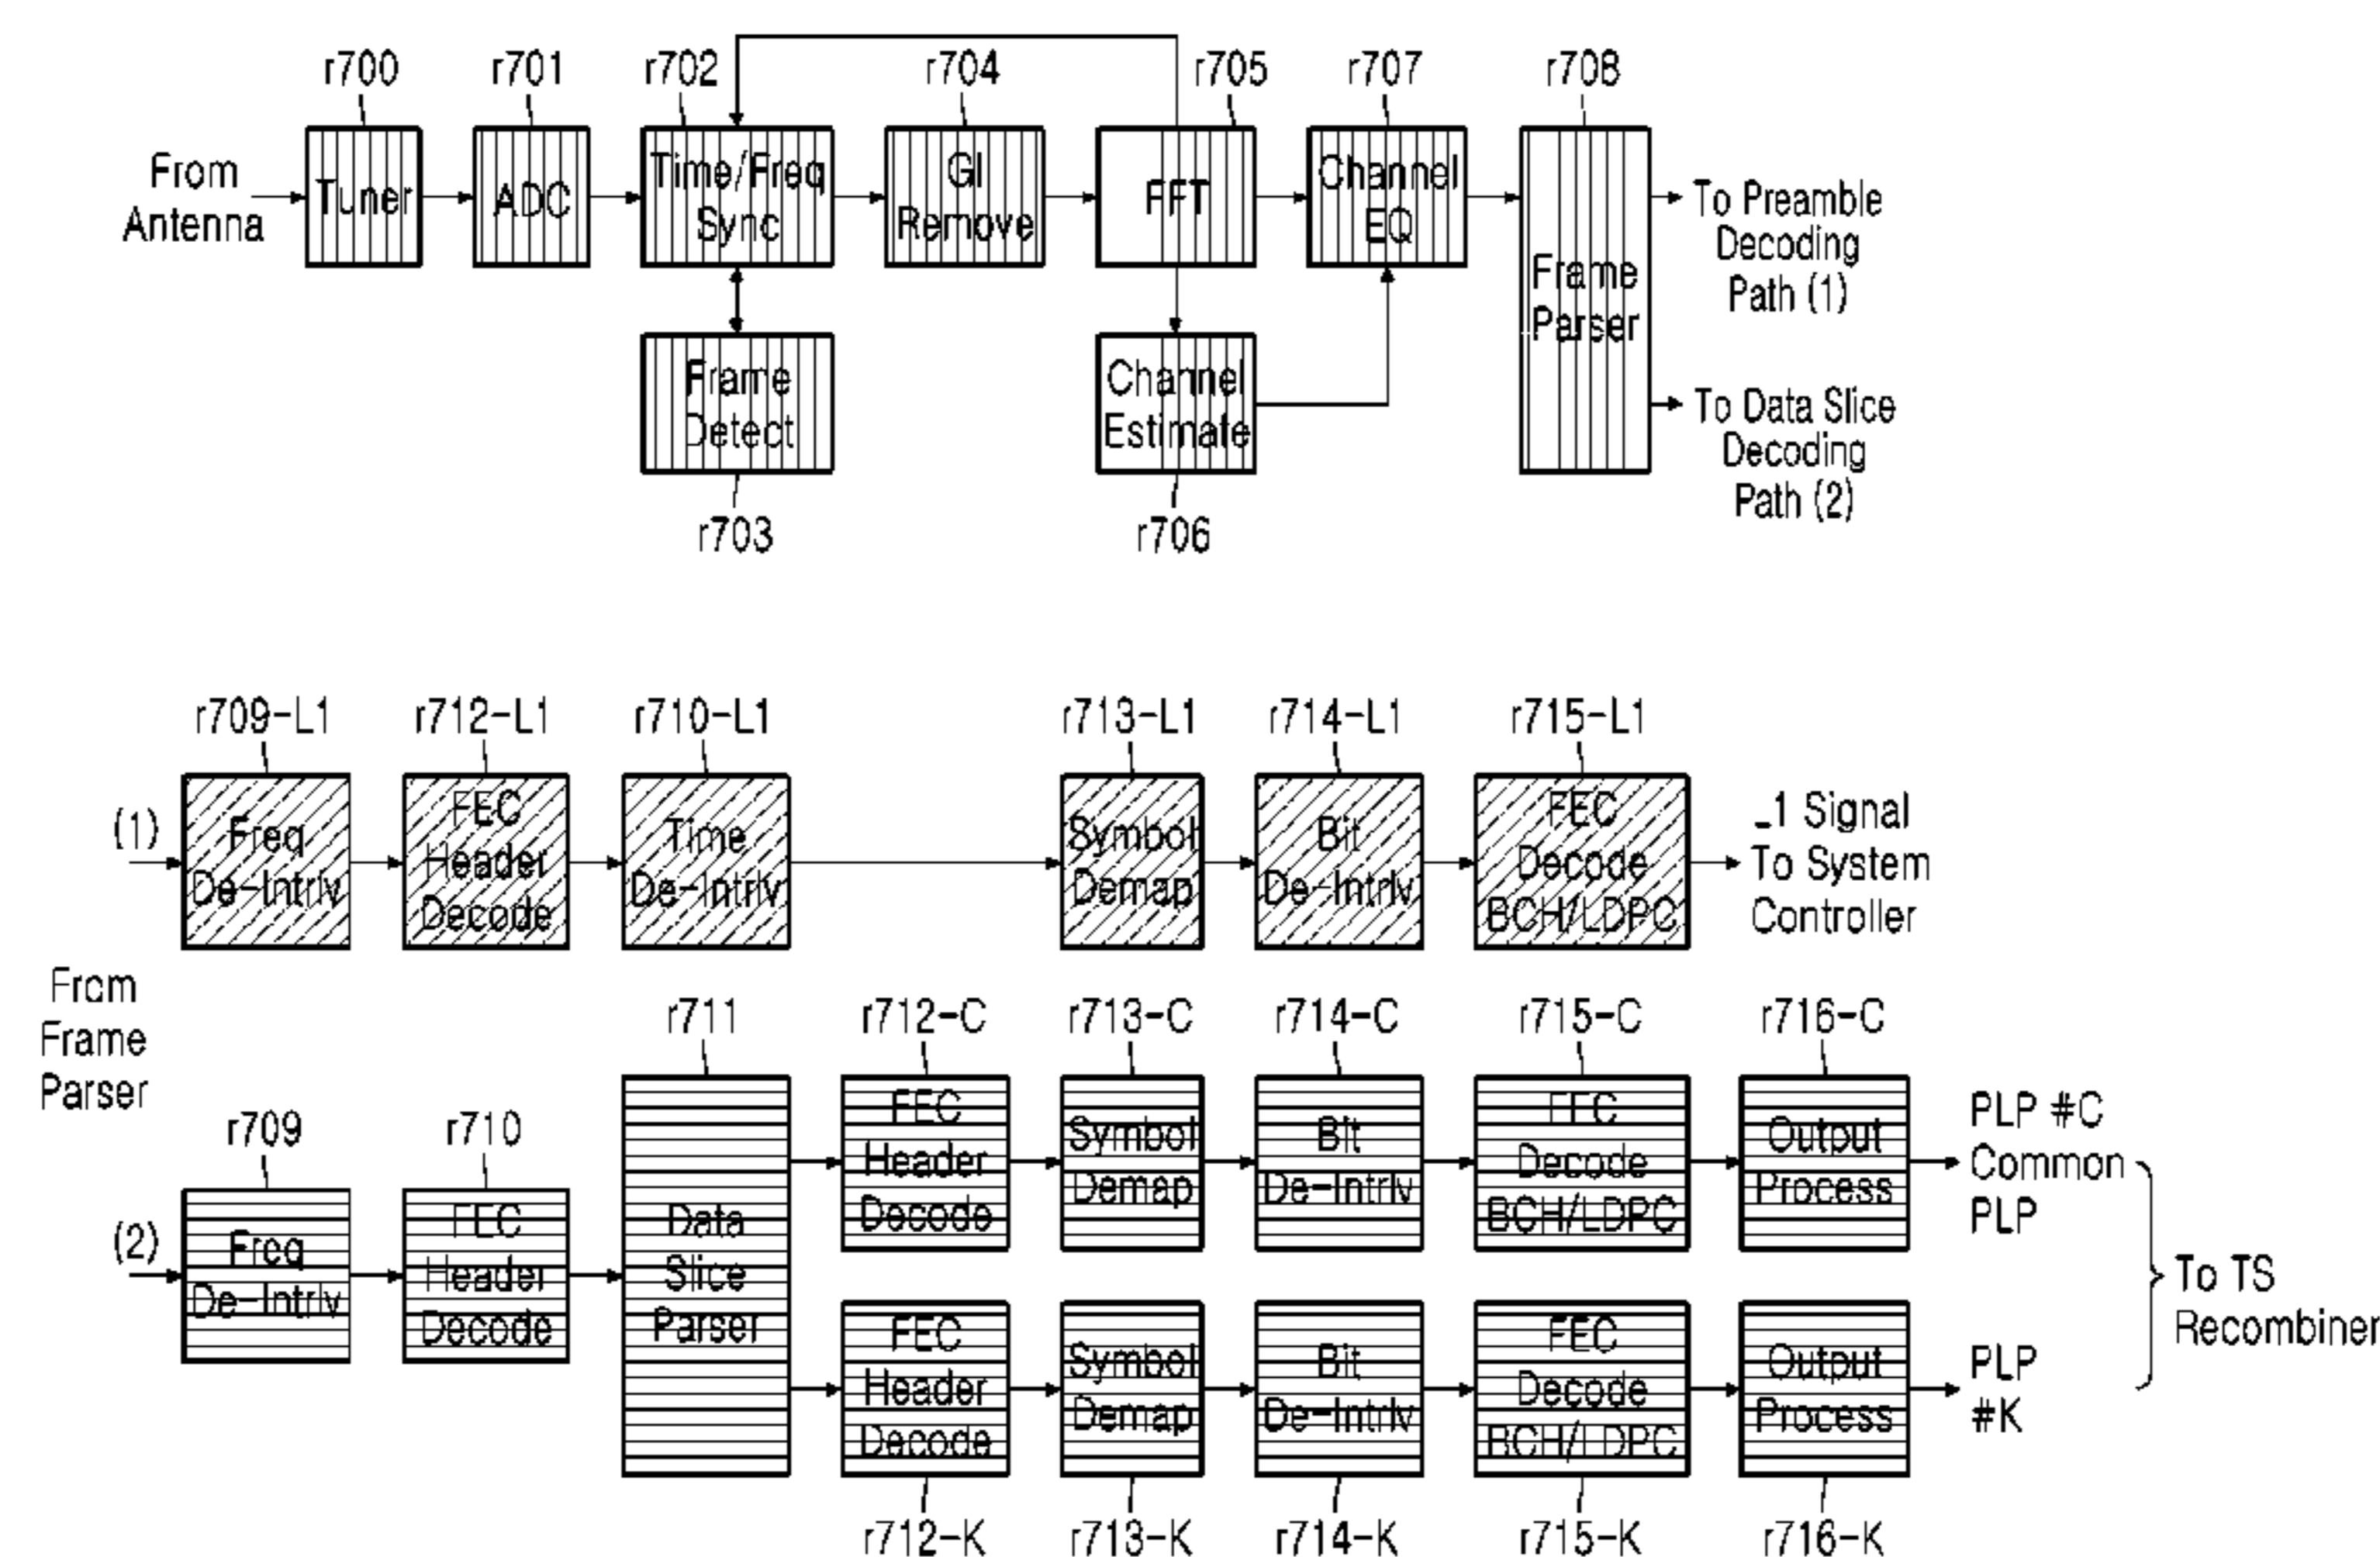 r700
r701
r702
r704
r705
r707
r708
From
Antenna
Tuner
ADC
Time/Freq
Sync
GI
Remove
FFT
Channel
EQ
Frame
Parser
To Preamble
Decoding
Path (1)
Frame
Detect
Channel
Estimate
To Data Slice
Decoding
Path (2)
r703
r706
r709-L1
r712-L1
r710-L1
r713-L1
r714-L1
r715-L1
(1)
Freq
De-Intrlv
FEC
Header
Decode
Time
De-Intrlv
Symbol
Demap
Bit
De-Intrlv
FEC
Decode
BCH/LDPC
L1 Signal
To System
Controller
From
Frame
Parser
r709
r710
r711
r712-C
r713-C
r714-C
r715-C
r716-C
(2)
Freq
De-Intrlv
FEC
Header
Decode
Data
Slice
Parser
FEC
Header
Decode
Symbol
Demap
Bit
De-Intrlv
FEC
Decode
BCH/LDPC
Output
Process
PLP #C
Common
PLP
FEC
Header
Decode
Symbol
Demap
Bit
De-Intrlv
FEC
Decode
BCH/LDPC
Output
Process
PLP
#K
To TS
Recombiner
r712-K
r713-K
r714-K
r715-K
r716-K